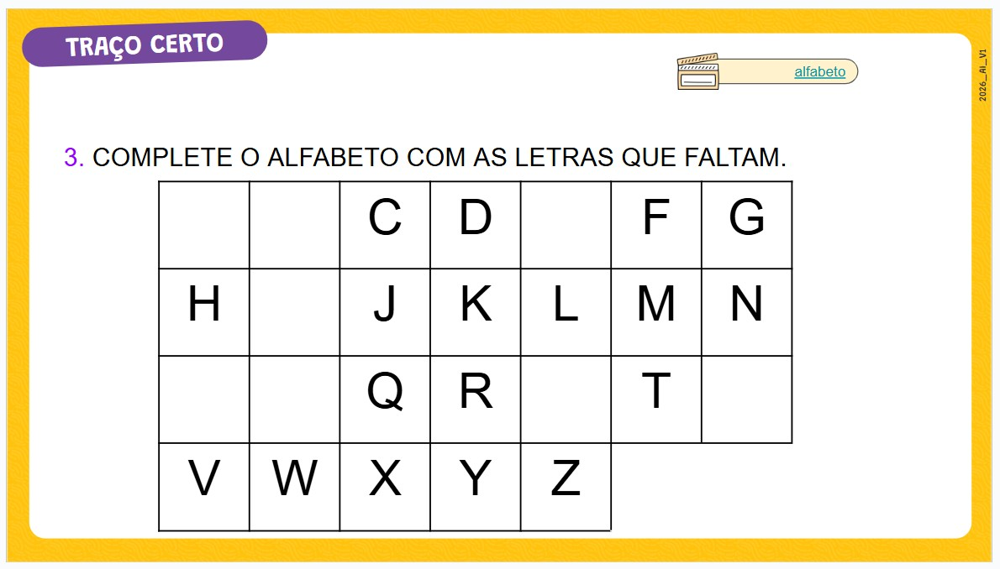 TRAÇO CERTO
alfabeto
2026_AI_V1
3. COMPLETE O ALFABETO COM AS LETRAS QUE FALTAM.
C D F G
H J K L M N
Q R T
V W X Y Z